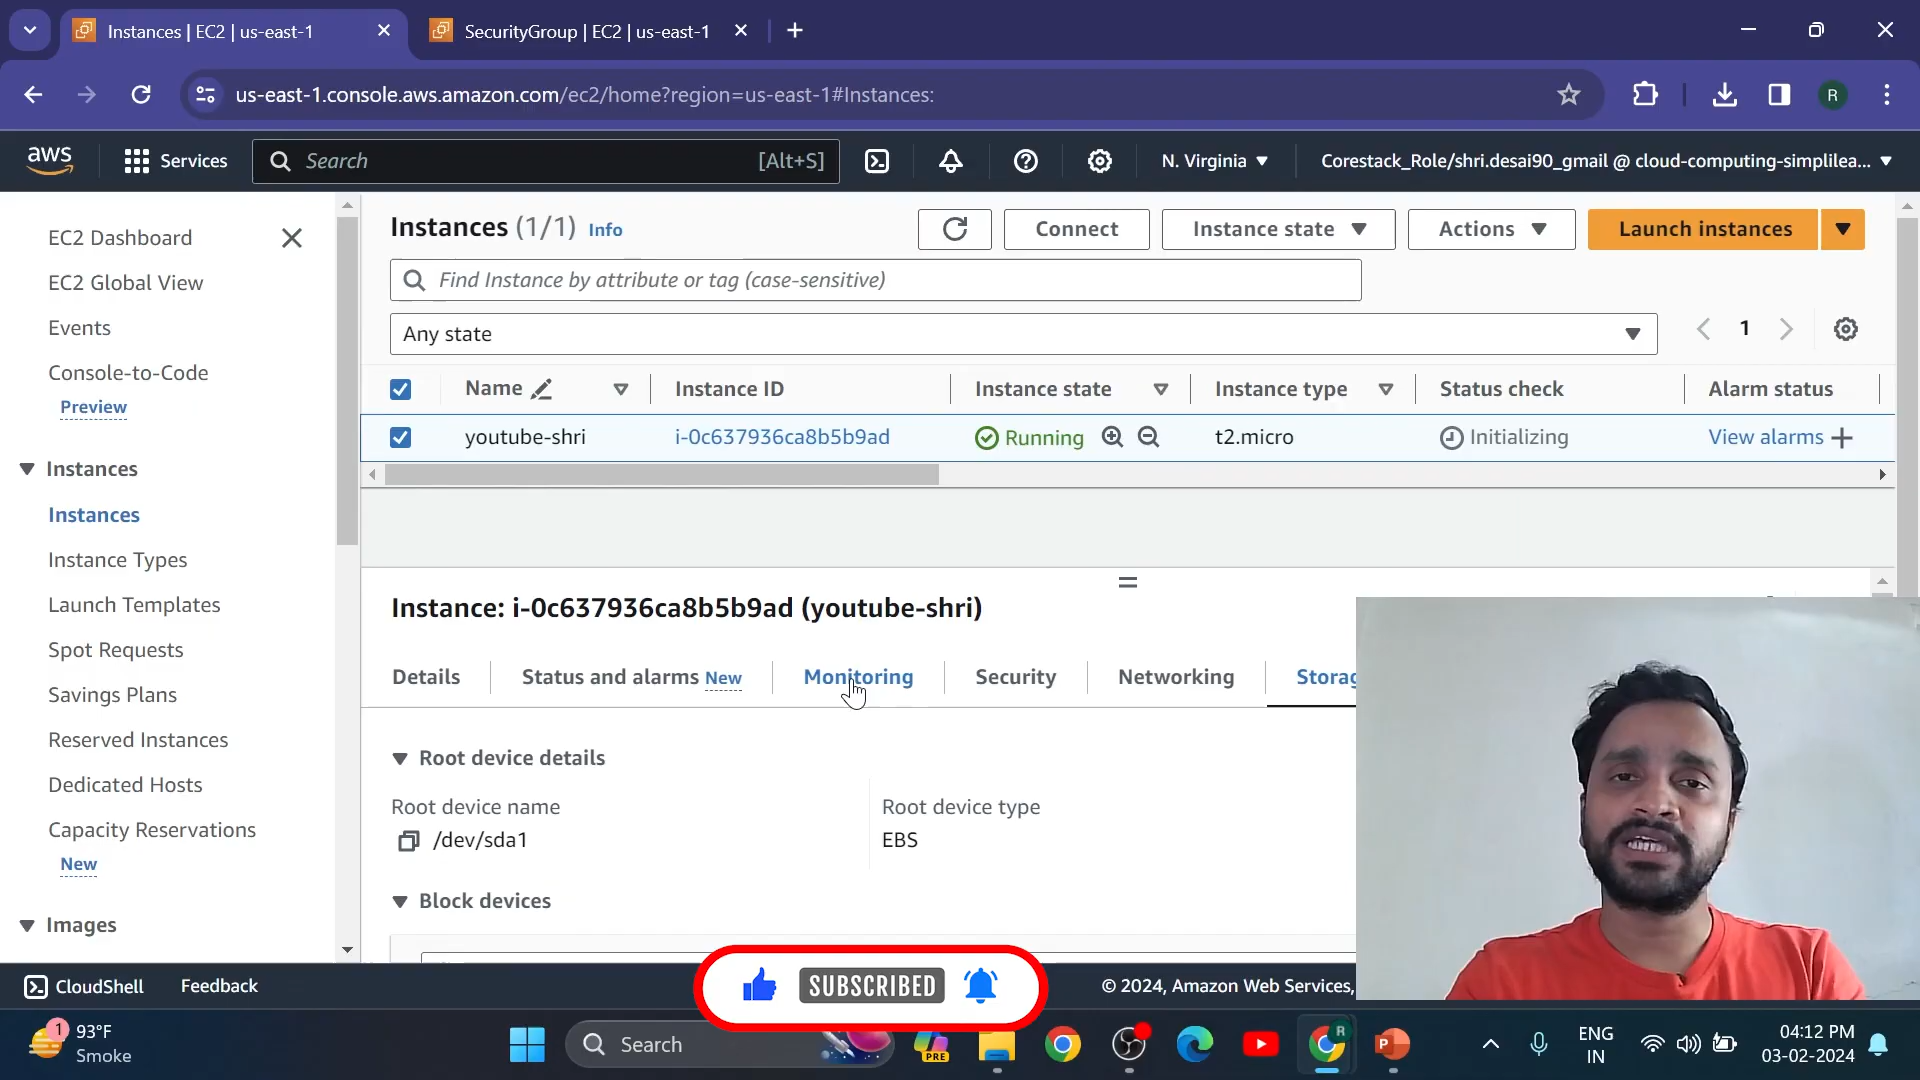 Instances | EC2 | us-east-1
SecurityGroup | EC2 | us-east-1
us-east-1.console.aws.amazon.com/ec2/home?region=us-east-1#Instances:
R
aws
Services
Search
[Alt+S]
N. Virginia
Corestack_Role/shri.desai90_gmail @ cloud-computing-simplilea...
EC2 Dashboard
EC2 Global View
Events
Console-to-Code
Preview
Instances
Instances
Instance Types
Launch Templates
Spot Requests
Savings Plans
Reserved Instances
Dedicated Hosts
Capacity Reservations
New
Images
Instances (1/1) Info
Connect
Instance state
Actions
Launch instances
Find Instance by attribute or tag (case-sensitive)
Any state
1
Name
Instance ID
Instance state
Instance type
Status check
Alarm status
youtube-shri
i-0c637936ca8b5b9ad
Running
t2.micro
Initializing
View alarms
Instance: i-0c637936ca8b5b9ad (youtube-shri)
Details
Status and alarms New
Monitoring
Security
Networking
Storag
Root device details
Root device name
/dev/sda1
Root device type
EBS
Block devices
CloudShell
Feedback
SUBSCRIBED
© 2024, Amazon Web Services,
1
93°F
Smoke
Search
PRE
R
ENG
IN
04:12 PM
03-02-2024